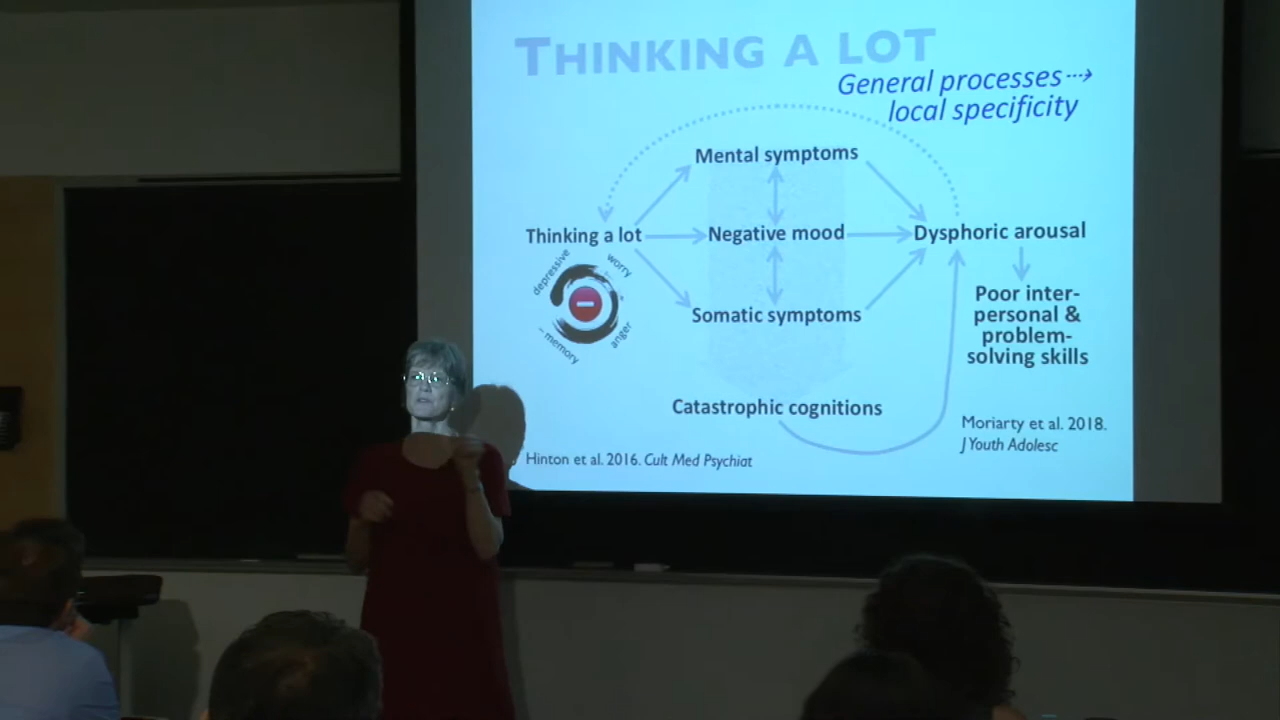 THINKING A LOT
General processes⇢
local specificity
Mental symptoms
Thinking a lot
Negative mood
Dysphoric arousal
depressive
worry
anger
memory
Somatic symptoms
Poor inter-
personal &
problem-
solving skills
Catastrophic cognitions
Moriarty et al. 2018.
J Youth Adolesc
Hinton et al. 2016. Cult Med Psychiat